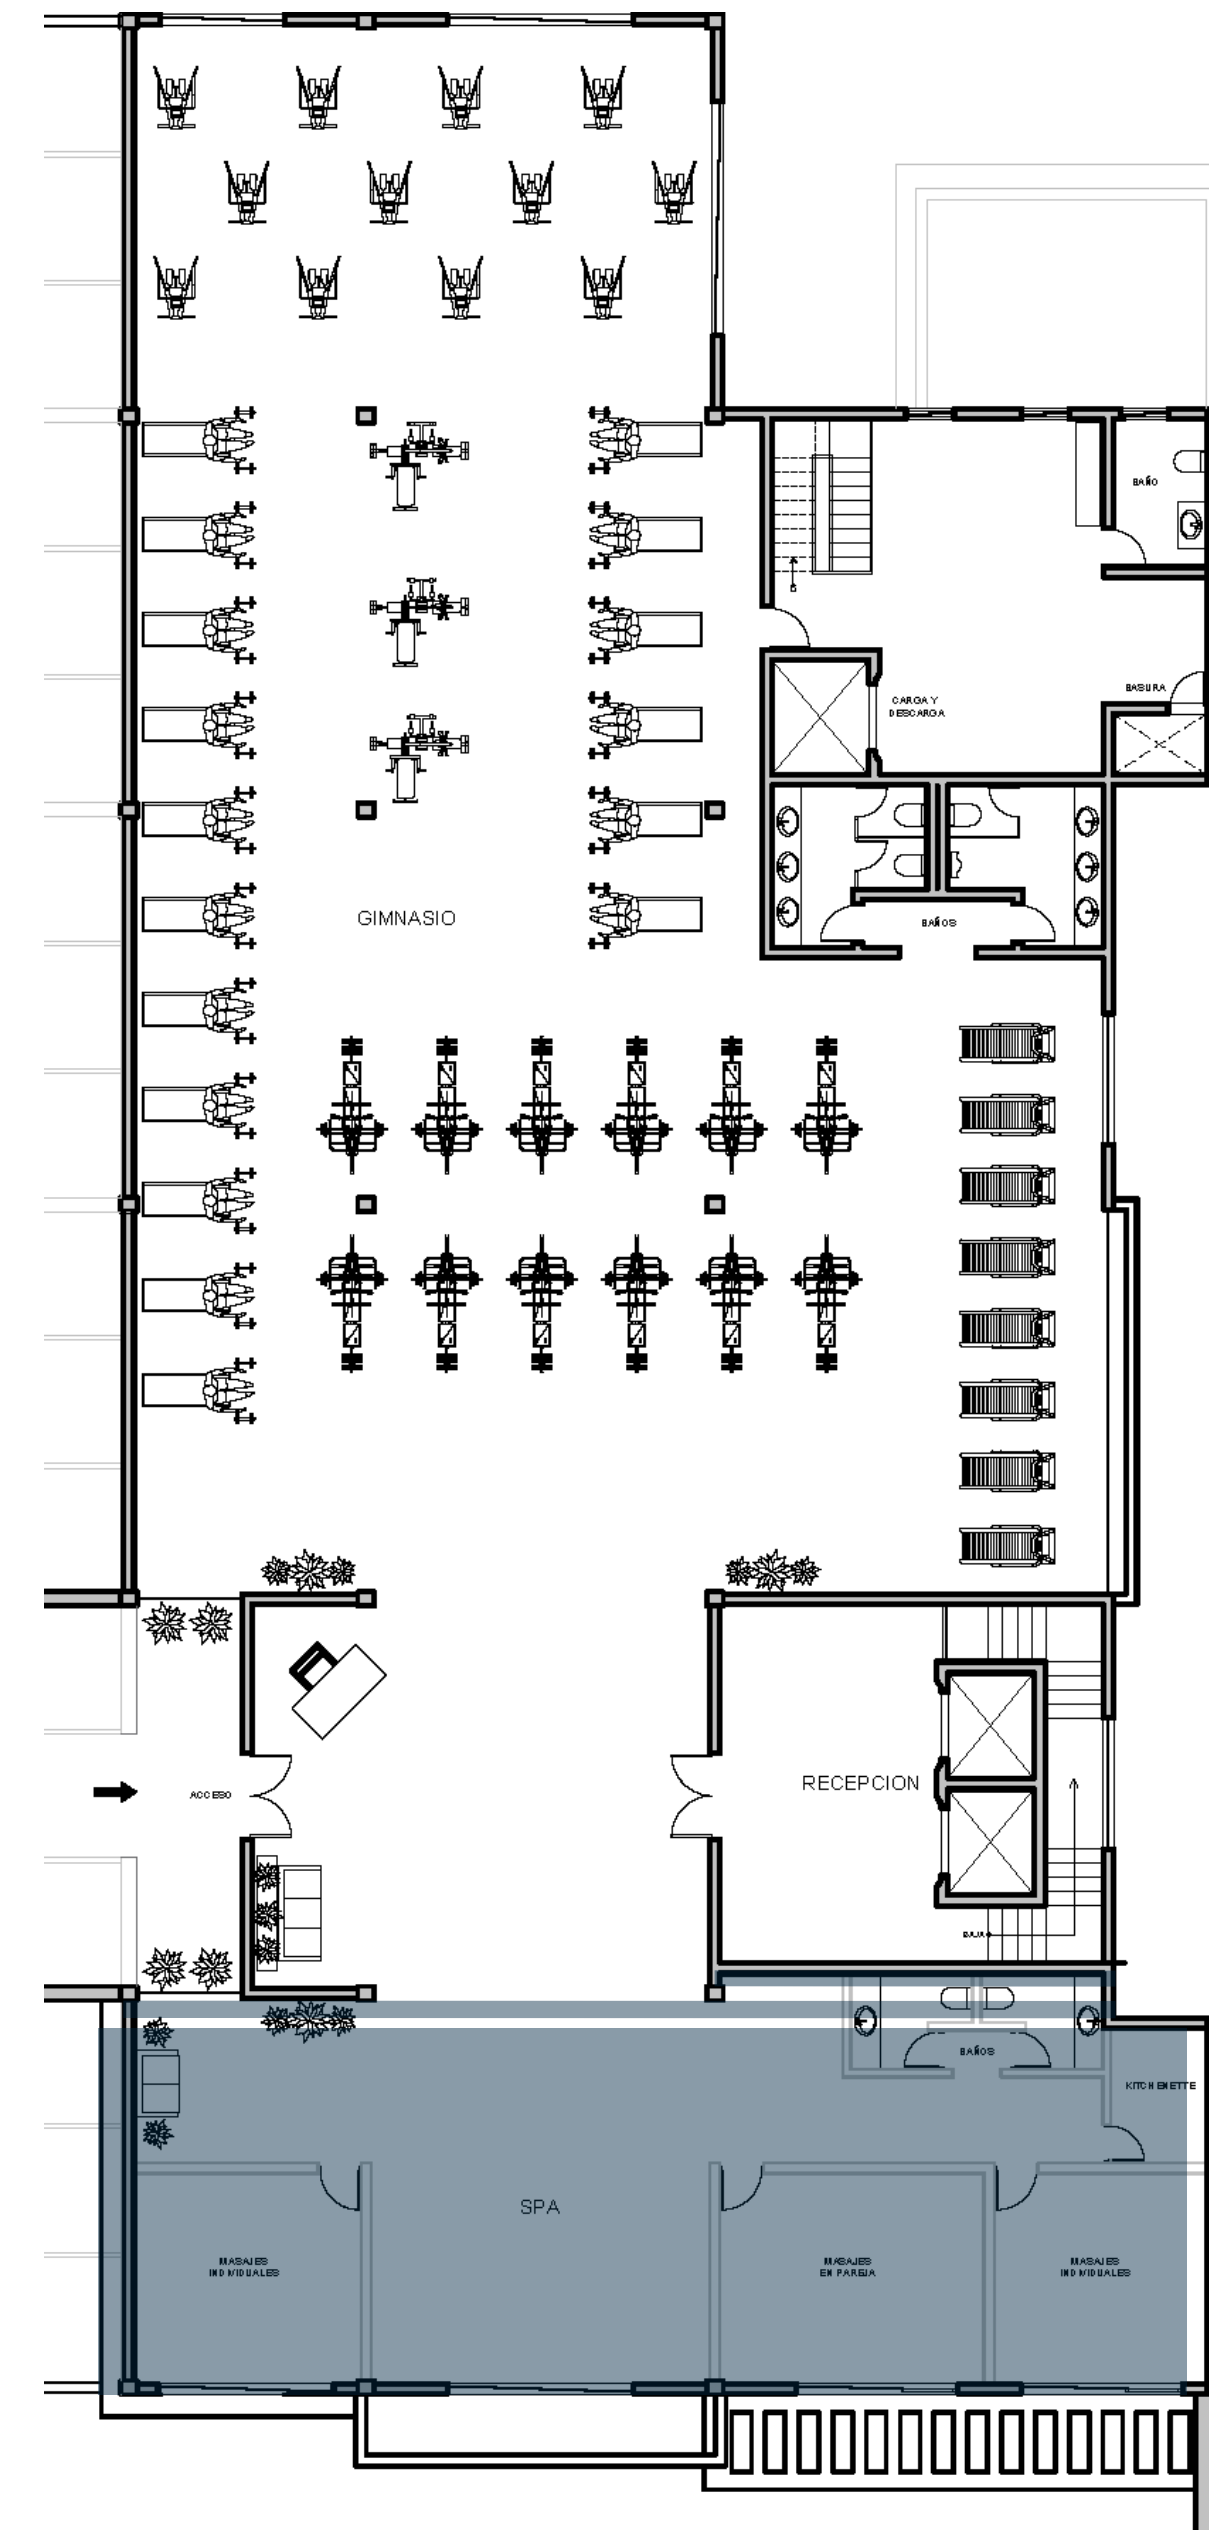 BAÑO
BASURA
CARGA Y
DESCARGA
GIMNASIO
BAÑOS
RECEPCION
ACCESO
BAJA
BAÑOS
KITCHENETTE
SPA
MASAJES
INDIVIDUALES
MASAJES
EN PAREJA
MASAJES
INDIVIDUALES